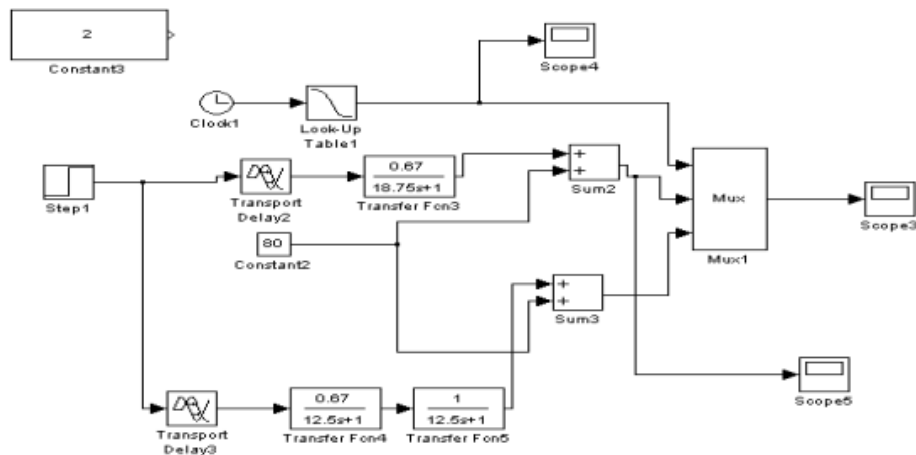 2
Constant3
Scope4
Clock1
Look-Up
Table1
Step1
Transport
Delay2
0.67
18.75s+1
Transfer Fcn3
+
+
Sum2
Mux
Mux1
Scope3
80
Constant2
+
+
Sum3
Scope5
Transport
Delay3
0.67
12.5s+1
Transfer Fcn4
1
12.5s+1
Transfer Fcn5